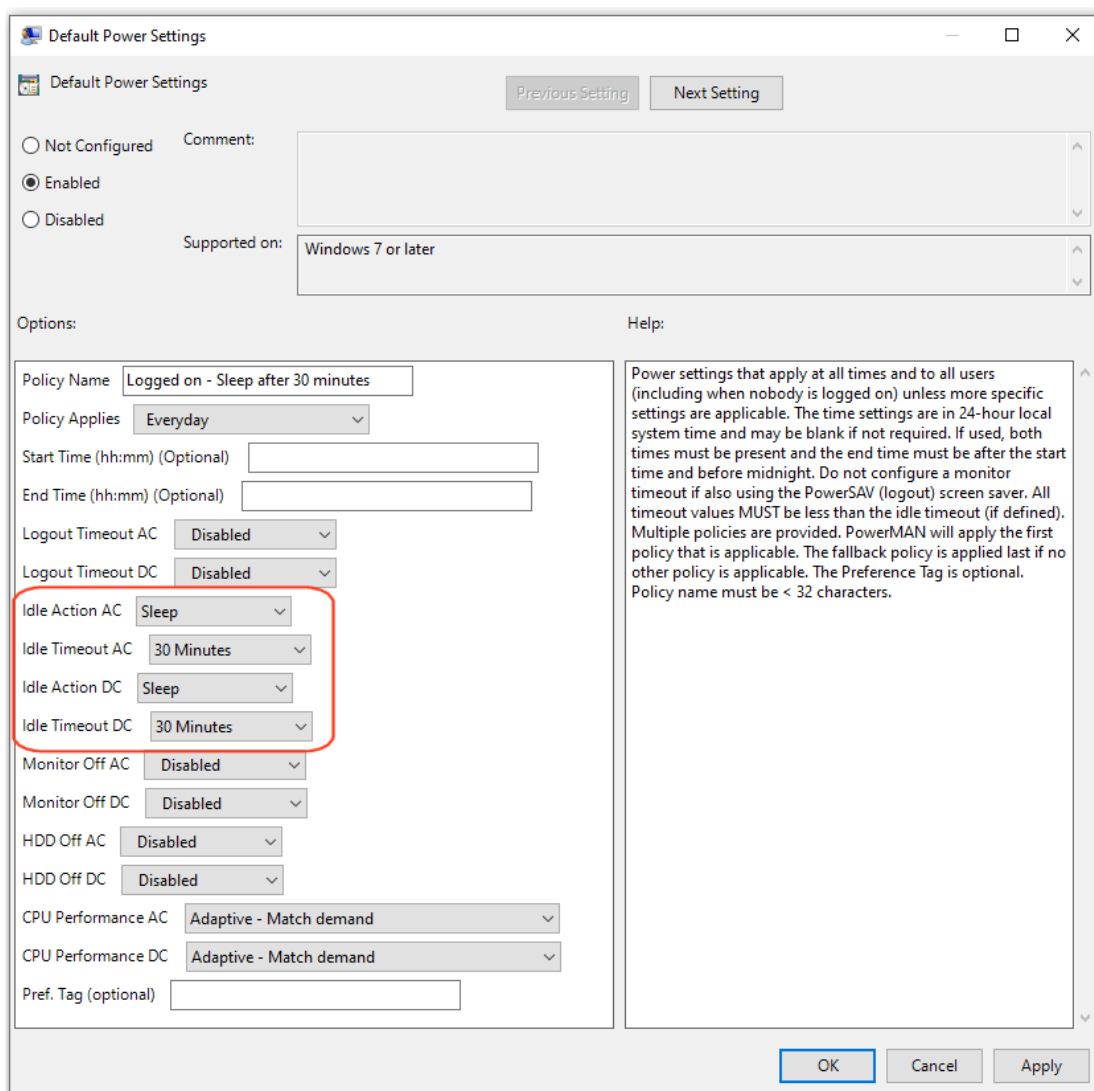 Default Power Settings
Default Power Settings
Previous Setting
Next Setting
Not Configured
Comment:
Enabled
Disabled
Supported on:
Windows 7 or later
Options:
Help:
Policy Name
Logged on - Sleep after 30 minutes
Policy Applies
Everyday
Start Time (hh:mm) (Optional)
End Time (hh:mm) (Optional)
Logout Timeout AC
Disabled
Logout Timeout DC
Disabled
Idle Action AC
Sleep
Idle Timeout AC
30 Minutes
Idle Action DC
Sleep
Idle Timeout DC
30 Minutes
Monitor Off AC
Disabled
Monitor Off DC
Disabled
HDD Off AC
Disabled
HDD Off DC
Disabled
CPU Performance AC
Adaptive - Match demand
CPU Performance DC
Adaptive - Match demand
Pref. Tag (optional)
Power settings that apply at all times and to all users
(including when nobody is logged on) unless more specific
settings are applicable. The time settings are in 24-hour local
system time and may be blank if not required. If used, both
times must be present and the end time must be after the start
time and before midnight. Do not configure a monitor
timeout if also using the PowerSAV (logout) screen saver. All
timeout values MUST be less than the idle timeout (if defined).
Multiple policies are provided. PowerMAN will apply the first
policy that is applicable. The fallback policy is applied last if no
other policy is applicable. The Preference Tag is optional.
Policy name must be < 32 characters.
OK
Cancel
Apply